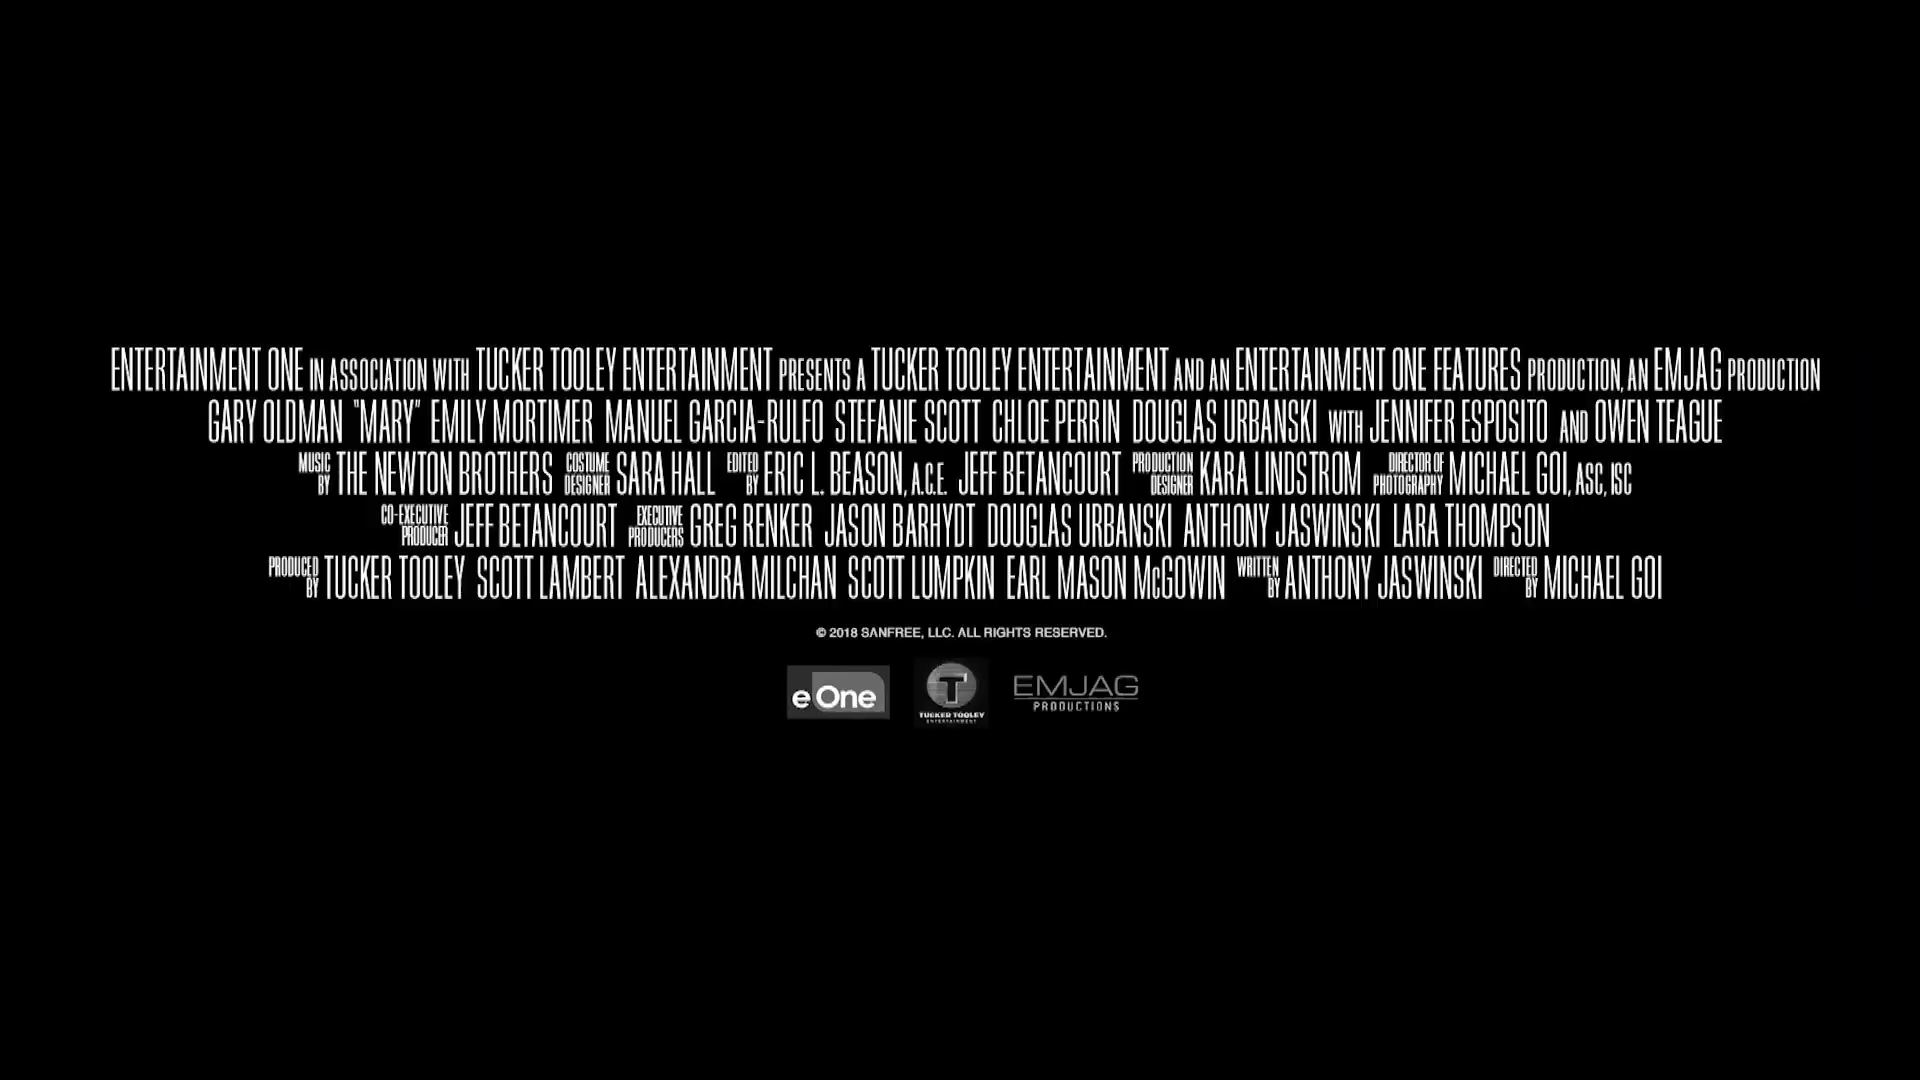 ENTERTAINMENT ONE IN ASSOCIATION WITH TUCKER TOOLEY ENTERTAINMENT PRESENTS A TUCKER TOOLEY ENTERTAINMENT AND AN ENTERTAINMENT ONE FEATURES PRODUCTION, AN EMJAG PRODUCTION
GARY OLDMAN "MARY" EMILY MORTIMER MANUEL GARCIA-RULFO STEFANIE SCOTT CHLOE PERRIN DOUGLAS URBANSKI WITH JENNIFER ESPOSITO AND OWEN TEAGUE
MUSIC BY THE NEWTON BROTHERS COSTUME DESIGNER SARA HALL EDITED BY ERIC L. BEASON, A.C.E. JEFF BETANCOURT PRODUCTION DESIGNER KARA LINDSTROM DIRECTOR OF PHOTOGRAPHY MICHAEL GOI, ASC, ISC
CO-EXECUTIVE PRODUCER JEFF BETANCOURT EXECUTIVE PRODUCERS GREG RENKER JASON BARHYDT DOUGLAS URBANSKI ANTHONY JASWINSKI LARA THOMPSON
PRODUCED BY TUCKER TOOLEY SCOTT LAMBERT ALEXANDRA MILCHAN SCOTT LUMPKIN EARL MASON McGOWIN WRITTEN BY ANTHONY JASWINSKI DIRECTED BY MICHAEL GOI
© 2018 SANFREE, LLC. ALL RIGHTS RESERVED.
eOne
T
TUCKER TOOLEY
ENTERTAINMENT
EMJAG
PRODUCTIONS